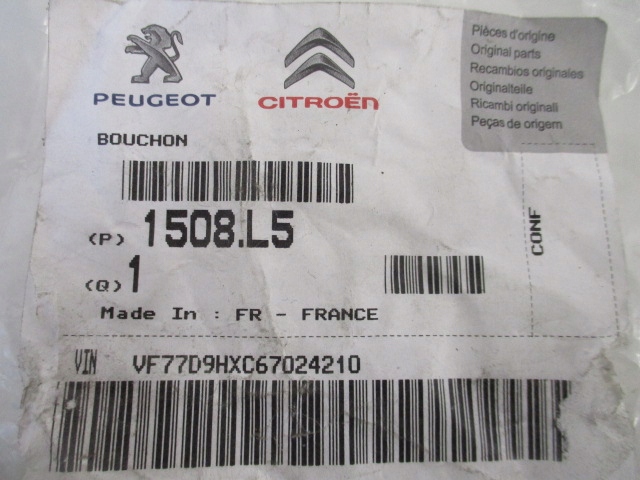 PEUGEOT
CITROËN
Pièces d'origine
Original parts
Recambios originales
Originalteile
Ricambi originali
Peças de origem
BOUCHON
(P) 1508.L5
(Q) 1
CONF
Made In : FR - FRANCE
VIN VF77D9HXC67024210